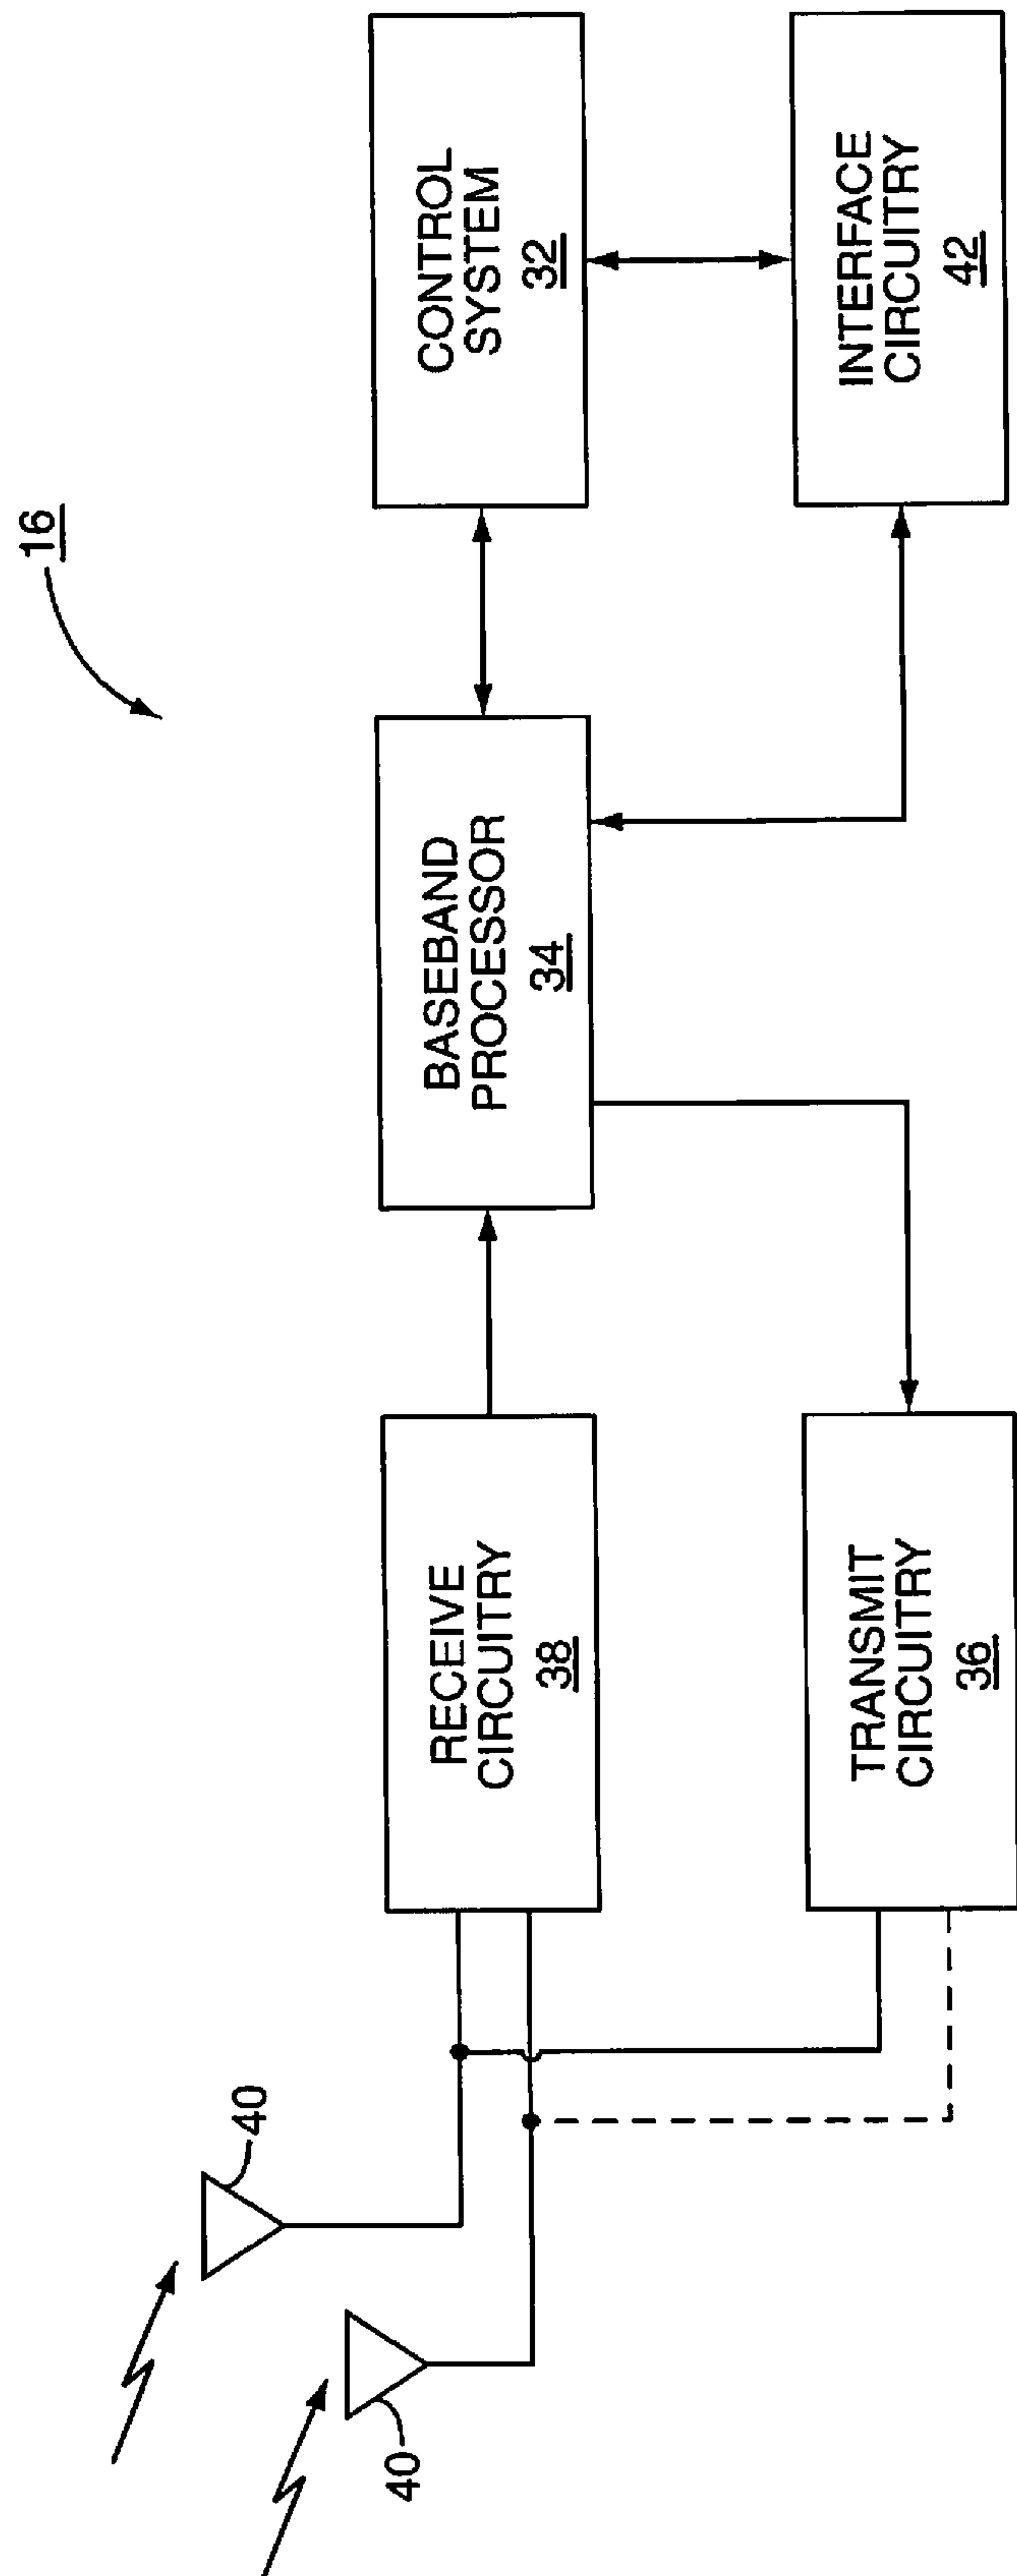 16
40
40
RECEIVE
CIRCUITRY
38
BASEBAND
PROCESSOR
34
CONTROL
SYSTEM
32
TRANSMIT
CIRCUITRY
36
INTERFACE
CIRCUITRY
42